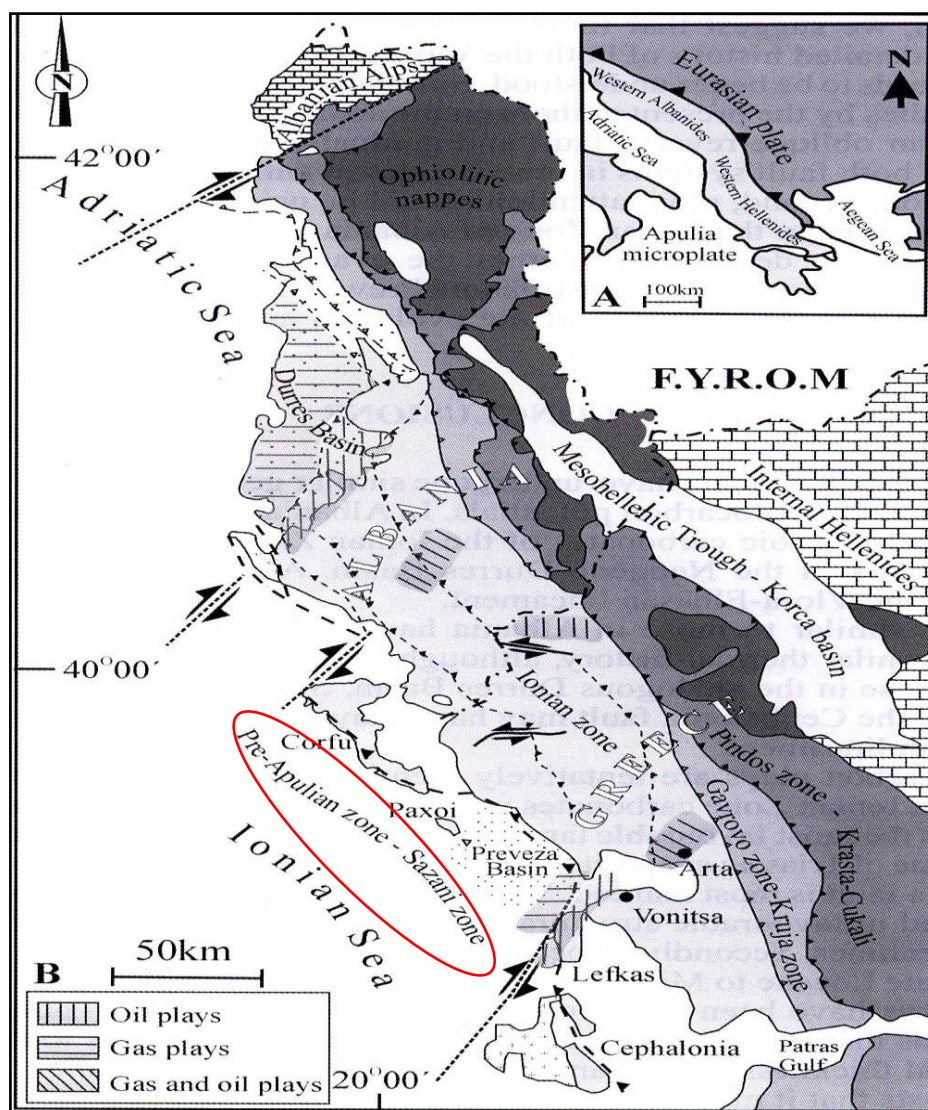 N
Albanian Alps
42°00′
Adriatic Sea
Ophiolitic
nappes
N
Eurasian plate
Western Albanides
Adriatic Sea
Western Hellenides
Aegean Sea
Apulia
microplate
A
100km
F.Y.R.O.M
Durres Basin
ALBANIA
Mesohellenic Trough - Korca basin
Internal Hellenides
40°00′
Ionian zone
GREE
Corfu
Pindos zone
Pre-Apulian zone - Sazani zone
Paxoi
Gavrovo zone-Kruja zone
Krasta-Cukali
Preveza
Basin
Arta
Ionian Sea
Vonitsa
50km
B
Lefkas
Oil plays
Gas plays
Gas and oil plays
Cephalonia
Patras
Gulf
20°00′